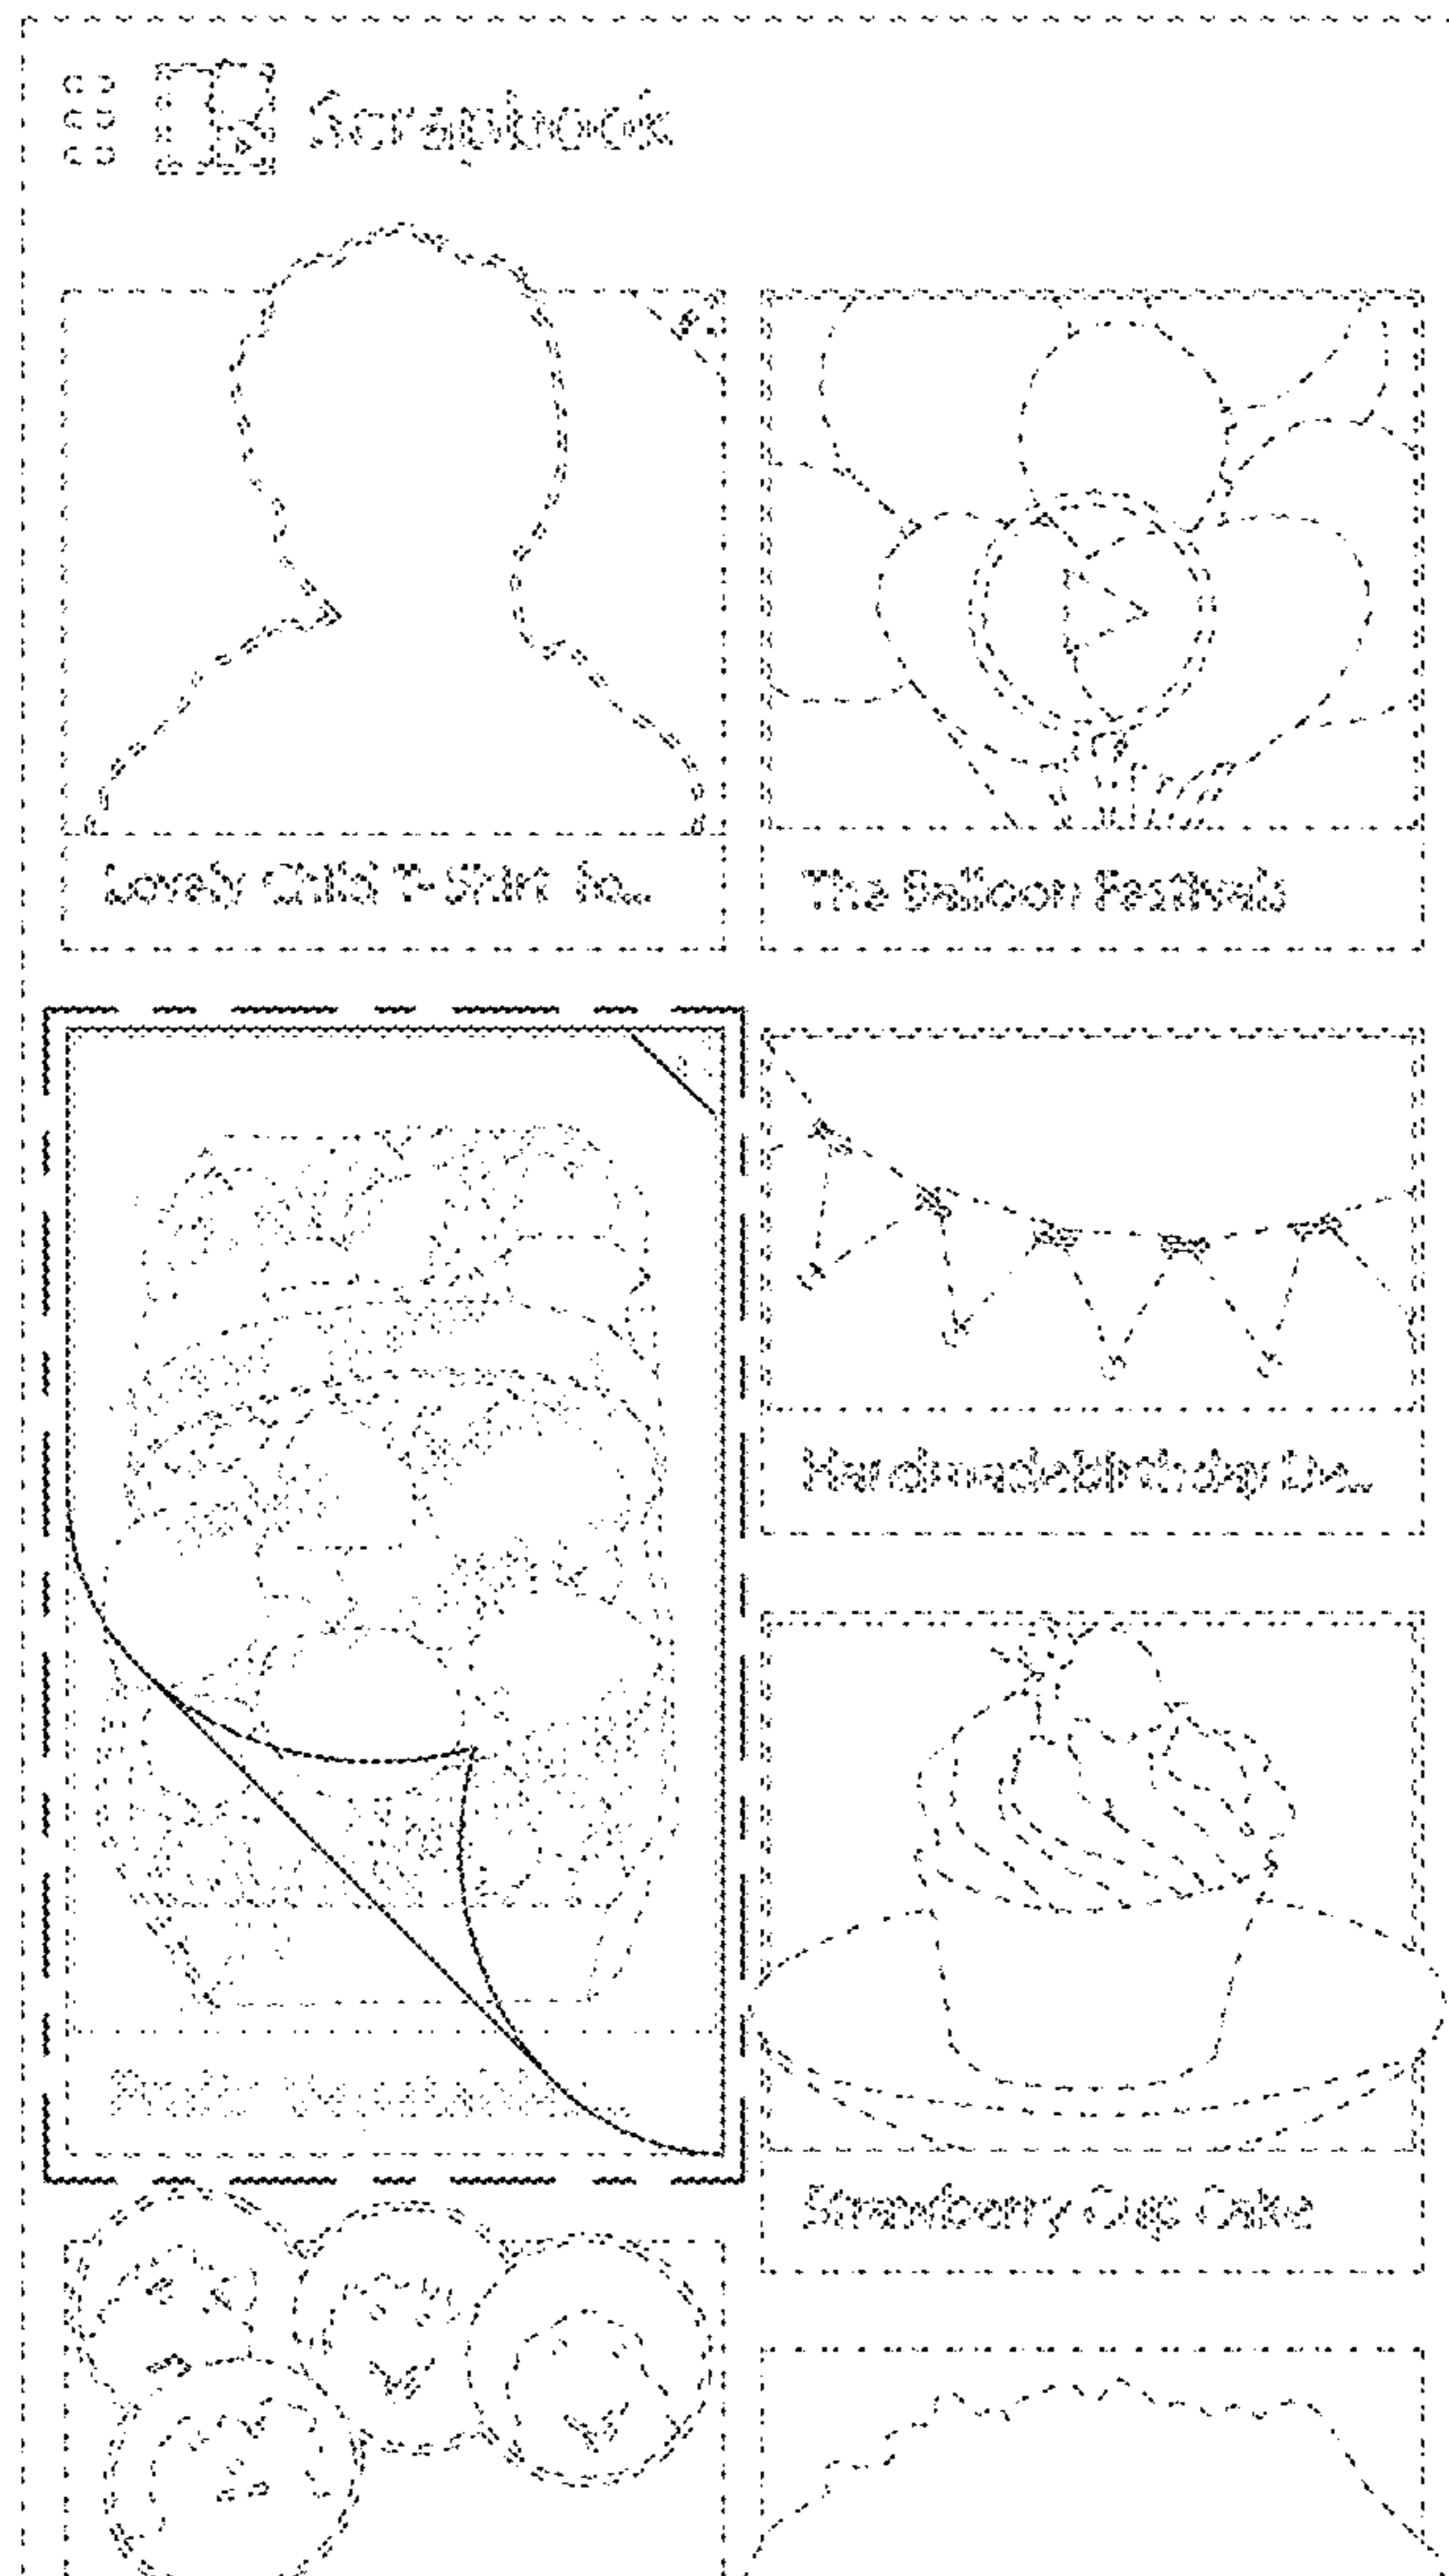 Scrapbook
Lovely Child T-Shirt fo...
The Balloon Festivals
Handmade birthday De...
Strawberry Cup Cake